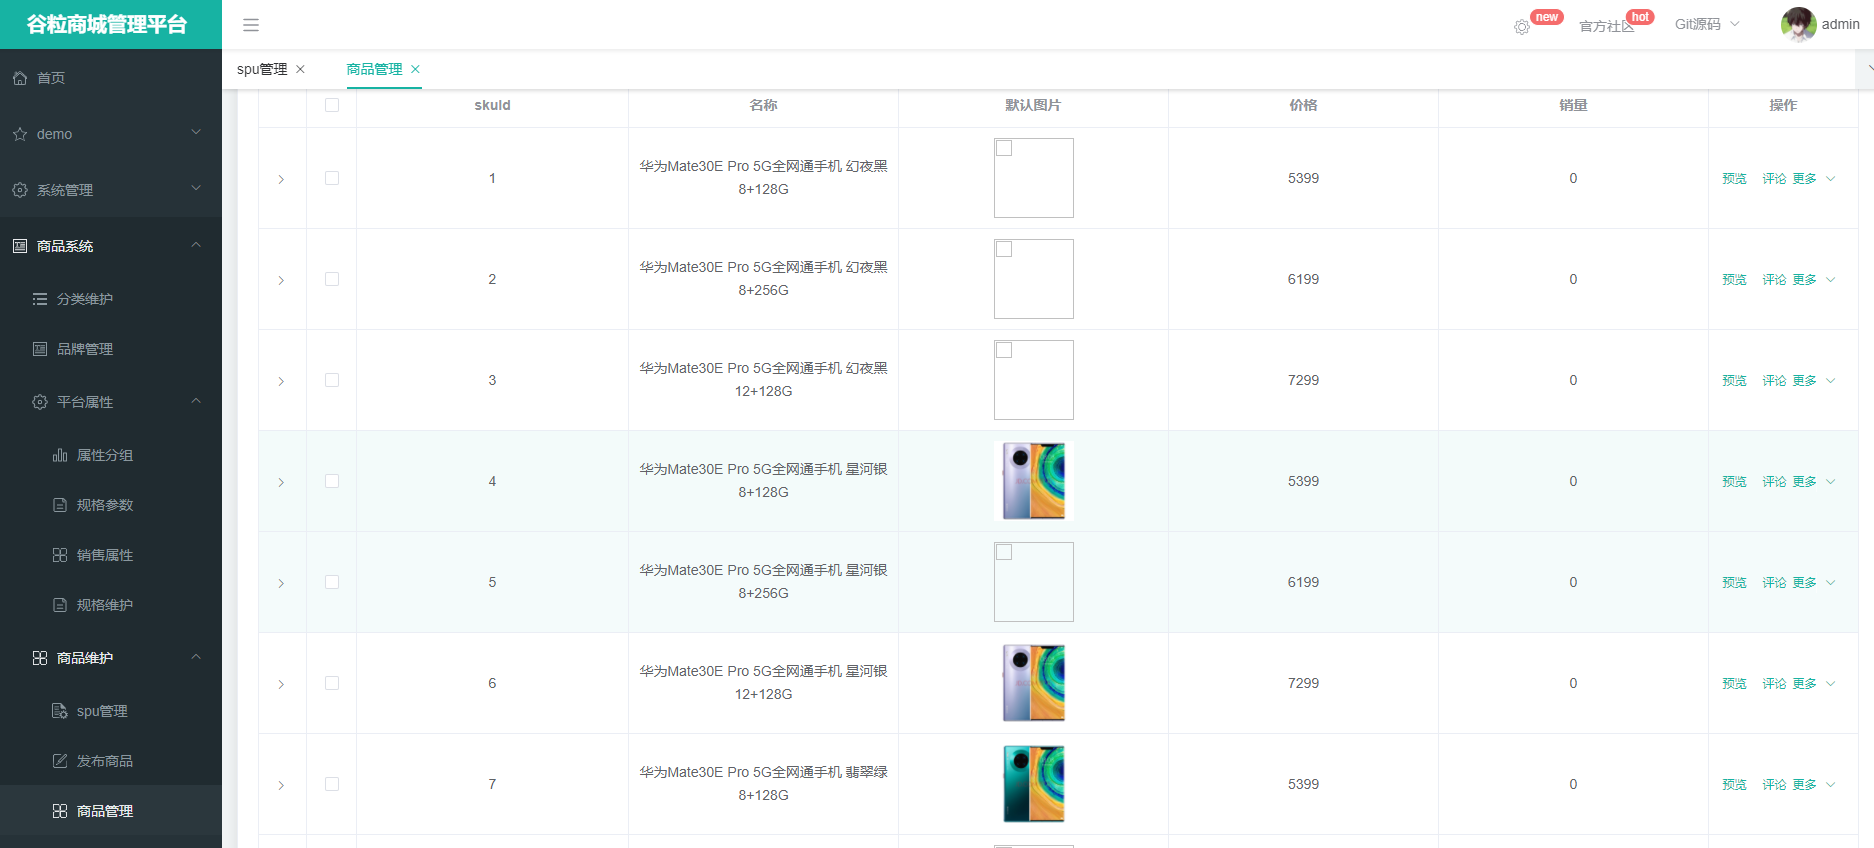 谷粒商城管理平台
new
官方社区
hot
Git源码
admin
spu管理
商品管理
首页
demo
系统管理
商品系统
分类维护
品牌管理
平台属性
属性分组
规格参数
销售属性
规格维护
商品维护
spu管理
发布商品
商品管理
skuId 名称 默认图片 价格 销量 操作
1 华为Mate30E Pro 5G全网通手机 幻夜黑 5399 0 预览 评论 更多
8+128G
2 华为Mate30E Pro 5G全网通手机 幻夜黑 6199 0 预览 评论 更多
8+256G
3 华为Mate30E Pro 5G全网通手机 幻夜黑 7299 0 预览 评论 更多
12+128G
4 华为Mate30E Pro 5G全网通手机 星河银 5399 0 预览 评论 更多
8+128G
5 华为Mate30E Pro 5G全网通手机 星河银 6199 0 预览 评论 更多
8+256G
6 华为Mate30E Pro 5G全网通手机 星河银 7299 0 预览 评论 更多
12+128G
7 华为Mate30E Pro 5G全网通手机 翡翠绿 5399 0 预览 评论 更多
8+128G